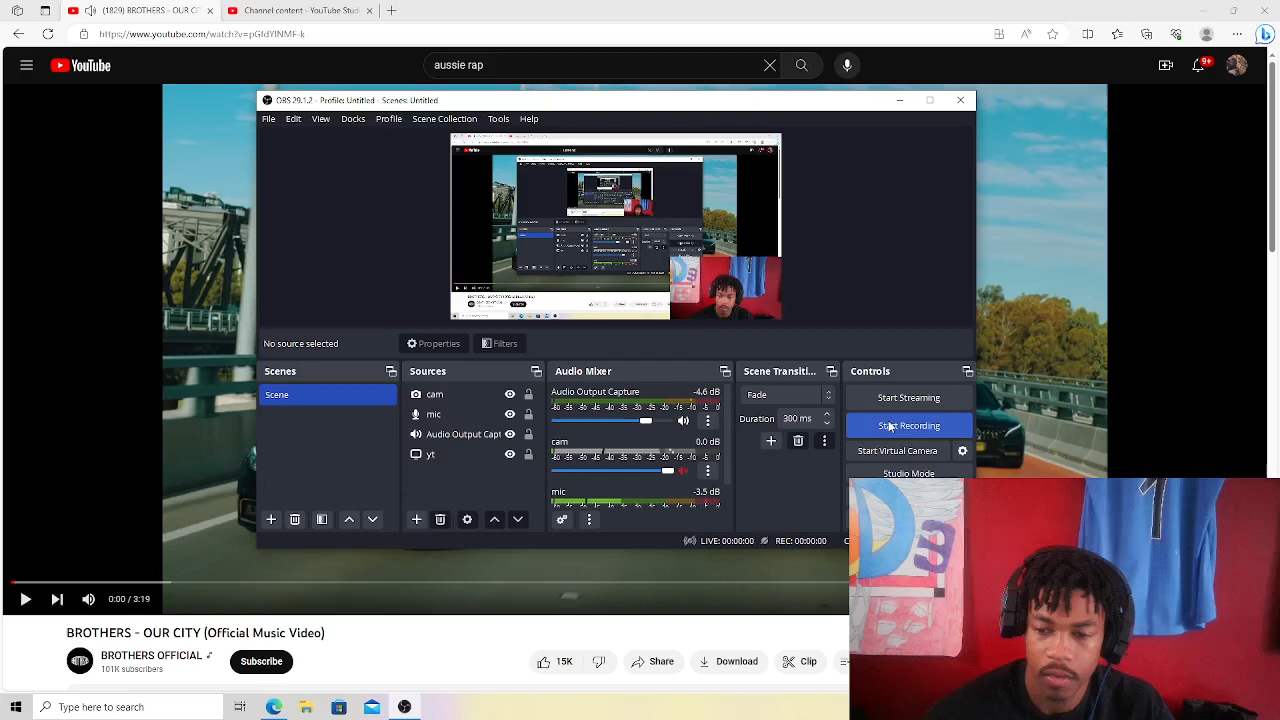 (1829) BROTHERS - OUR CI
Channel content - YouTube Studi
https://www.youtube.com/watch?v=pGfdYINMF-k
YouTube
aussie rap
9+
OBS 29.1.2 - Profile: Untitled - Scenes: Untitled
File Edit View Docks Profile Scene Collection Tools Help
No source selected
Properties
Filters
Scenes
Sources
Audio Mixer
Scene Transiti...
Controls
Scene
cam
mic
Audio Output Capt
yt
Audio Output Capture -4.6 dB
cam 0.0 dB
mic -3.5 dB
Fade
Duration 300 ms
Start Streaming
Start Recording
Start Virtual Camera
Studio Mode
LIVE: 00:00:00
REC: 00:00:00
0:00 / 3:19
BROTHERS - OUR CITY (Official Music Video)
BROTHERS OFFICIAL
101K subscribers
Subscribe
15K
Share
Download
Clip
Type here to search